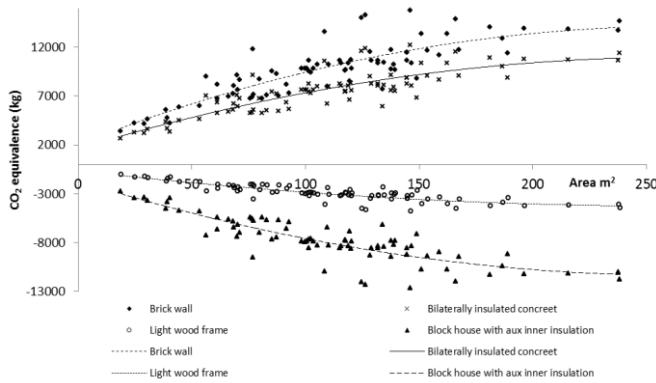 12000
7000
2000
-3000
-8000
-13000
CO2 equivalence (kg)
0 50 100 150 200 250
Area m2
Brick wall
Bilaterally insulated concreet
Light wood frame
Block house with aux inner insulation
Brick wall
Bilaterally insulated concreet
Light wood frame
Block house with aux inner insulation